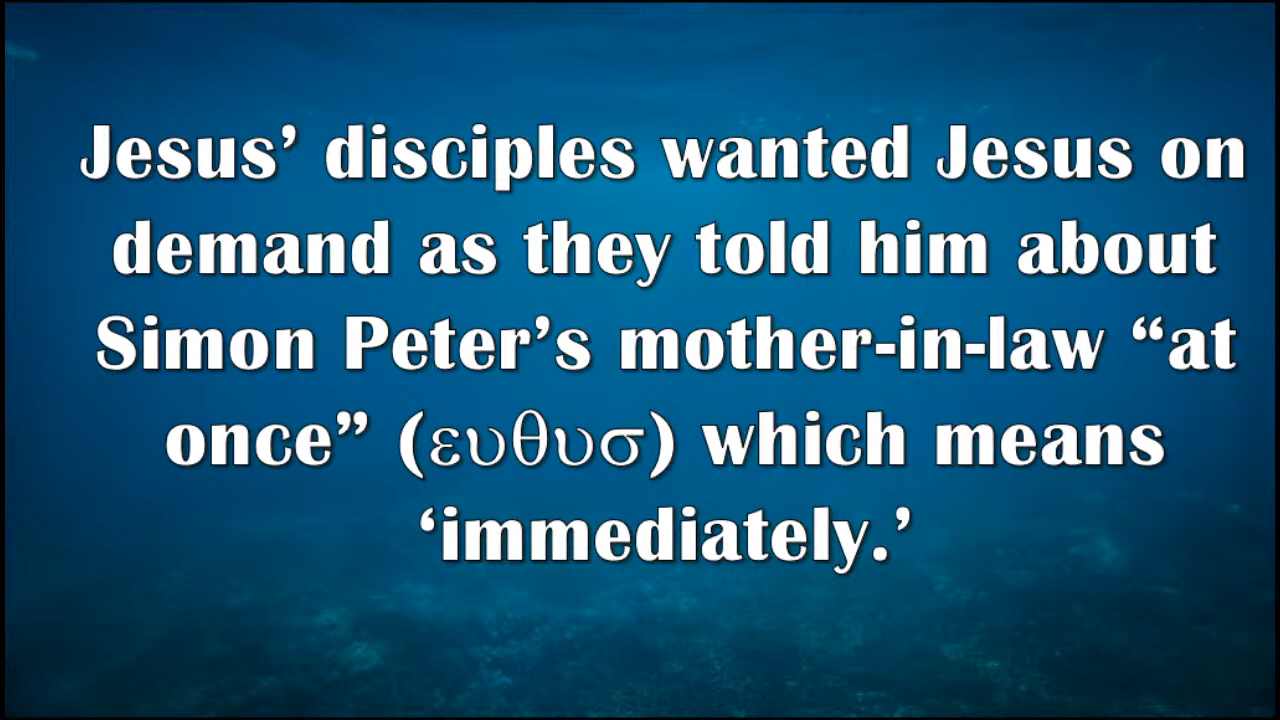 Jesus’ disciples wanted Jesus on
demand as they told him about
Simon Peter’s mother-in-law “at
once” (ευθυσ) which means
‘immediately.’